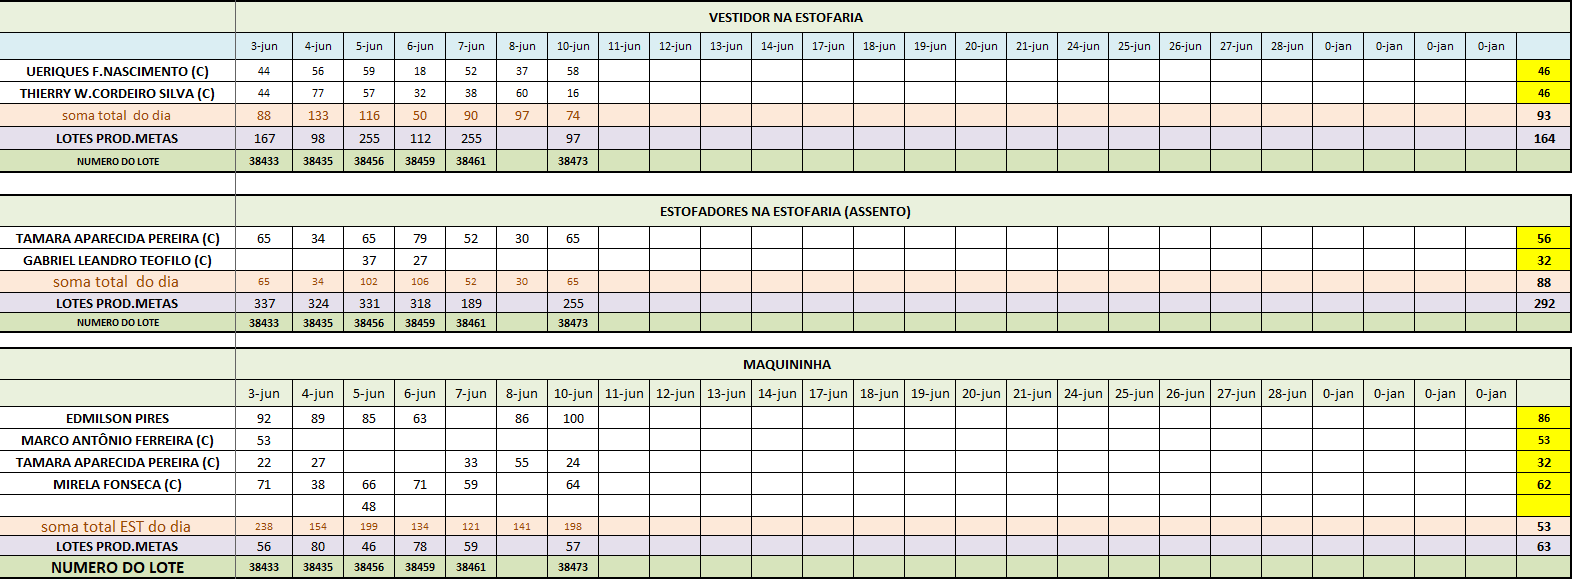 VESTIDOR NA ESTOFARIA
3-jun 4-jun 5-jun 6-jun 7-jun 8-jun 10-jun 11-jun 12-jun 13-jun 14-jun 17-jun 18-jun 19-jun 20-jun 21-jun 24-jun 25-jun 26-jun 27-jun 28-jun 0-jan 0-jan 0-jan 0-jan
UERIQUES F.NASCIMENTO (C) 44 56 59 18 52 37 58 46
THIERRY W.CORDEIRO SILVA (C) 44 77 57 32 38 60 16 46
soma total do dia 88 133 116 50 90 97 74 93
LOTES PROD.METAS 167 98 255 112 255 97 164
NUMERO DO LOTE 38433 38435 38456 38459 38461 38473
ESTOFADORES NA ESTOFARIA (ASSENTO)
TAMARA APARECIDA PEREIRA (C) 65 34 65 79 52 30 65 56
GABRIEL LEANDRO TEOFILO (C) 37 27 32
soma total do dia 65 34 102 106 52 30 65 88
LOTES PROD.METAS 337 324 331 318 189 255 292
NUMERO DO LOTE 38433 38435 38456 38459 38461 38473
MAQUININHA
3-jun 4-jun 5-jun 6-jun 7-jun 8-jun 10-jun 11-jun 12-jun 13-jun 14-jun 17-jun 18-jun 19-jun 20-jun 21-jun 24-jun 25-jun 26-jun 27-jun 28-jun 0-jan 0-jan 0-jan 0-jan
EDMILSON PIRES 92 89 85 63 86 100 86
MARCO ANTÔNIO FERREIRA (C) 53 53
TAMARA APARECIDA PEREIRA (C) 22 27 33 55 24 32
MIRELA FONSECA (C) 71 38 66 71 59 64 62
48
soma total EST do dia 238 154 199 134 121 141 198 53
LOTES PROD.METAS 56 80 46 78 59 57 63
NUMERO DO LOTE 38433 38435 38456 38459 38461 38473